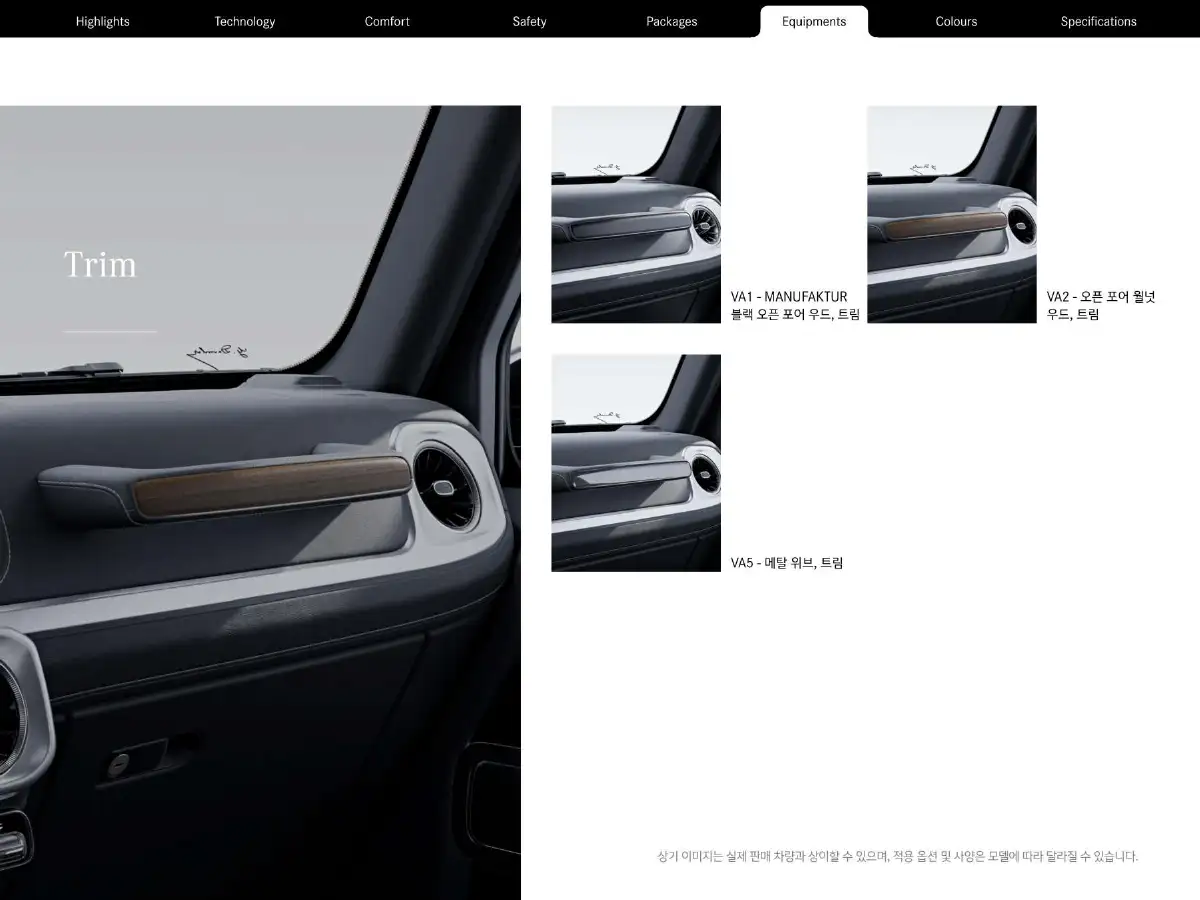 Highlights
Technology
Comfort
Safety
Packages
Equipments
Colours
Specifications
Trim
VA1 - MANUFAKTUR
블랙 오픈 포어 우드, 트림
VA2 - 오픈 포어 월넛
우드, 트림
VA5 - 메탈 위브, 트림
상기 이미지는 실제 판매 차량과 상이할 수 있으며, 적용 옵션 및 사양은 모델에 따라 달라질 수 있습니다.